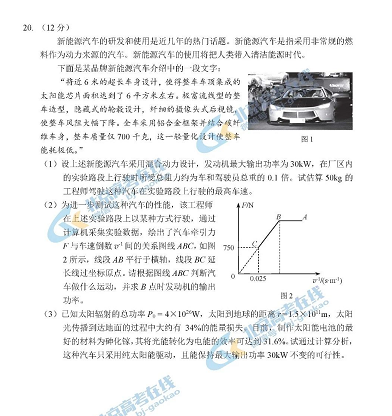 20. (12分)
新能源汽车的研发和使用是近几年的热门话题。新能源汽车是指采用非常规的燃
料作为动力来源的汽车。新能源汽车的使用将把人类带入清洁能源时代。
下面是某品牌新能源汽车介绍中的一段文字:
“将近6米的超长车身设计,使得整车车顶集成的
太阳能芯片面积达到了6平方米左右。极富流线型的整
车造型,隐藏式的轮毂设计,纤细的摄像头式后视镜,
使整车风阻大幅下降。全车采用铝合金框架并结合碳纤
维车身,整车质量仅700千克,这一轻量化设计使整车
能耗极低。”
图1
(1)设上述新能源汽车采用混合动力设计,发动机最大输出功率为30kW,在厂区内
的实验路段上行驶时所受总阻力约为车和驾驶员总重的0.1倍。试估算50kg的
工程师驾驶这种汽车在实验路段上行驶的最高车速。
(2)为进一步测试这种汽车的性能,该工程师
在上述实验路段上以某种方式行驶,通过
计算机采集实验数据,绘出了汽车牵引力
F与车速倒数v⁻¹间的关系图线ABC,如图
2所示,线段AB平行于横轴,线段BC延
长线过坐标原点。请根据图线ABC判断汽
车做什么运动,并求B点时发动机的输出
功率。
F/N
B
A
C
750
0
0.025
v⁻¹/(s·m⁻¹)
图2
(3)已知太阳辐射的总功率P₀=4×10²⁶W,太阳到地球的距离r=1.5×10¹¹m,太阳
光传播到达地面的过程中大约有34%的能量损失。目前,制作太阳能电池的最
好的材料为砷化镓,其将光能转化为电能的效率可达到31.6%。试通过计算分析,
这种汽车只采用纯太阳能驱动,且能保持最大输出功率30kW不变的可行性。
北京高考在线